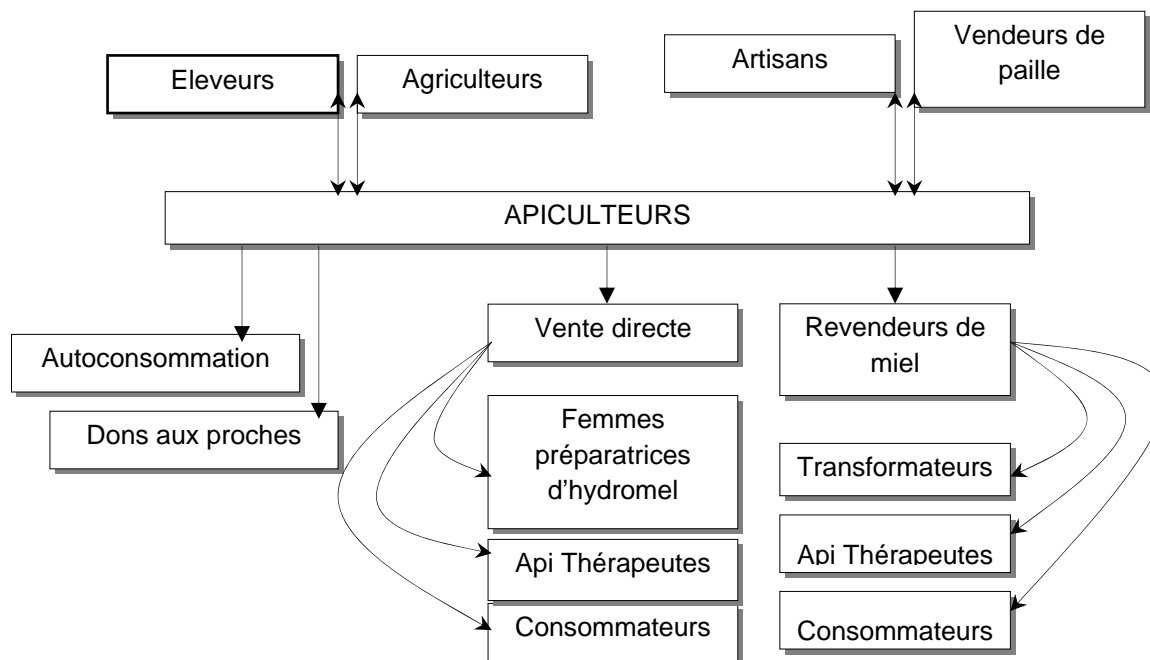 Eleveurs
Agriculteurs
Artisans
Vendeurs de
paille
APICULTEURS
Autoconsommation
Dons aux proches
Vente directe
Revendeurs de
miel
Femmes
préparatrices
d’hydromel
Transformateurs
Api Thérapeutes
Api Thérapeutes
Consommateurs
Consommateurs